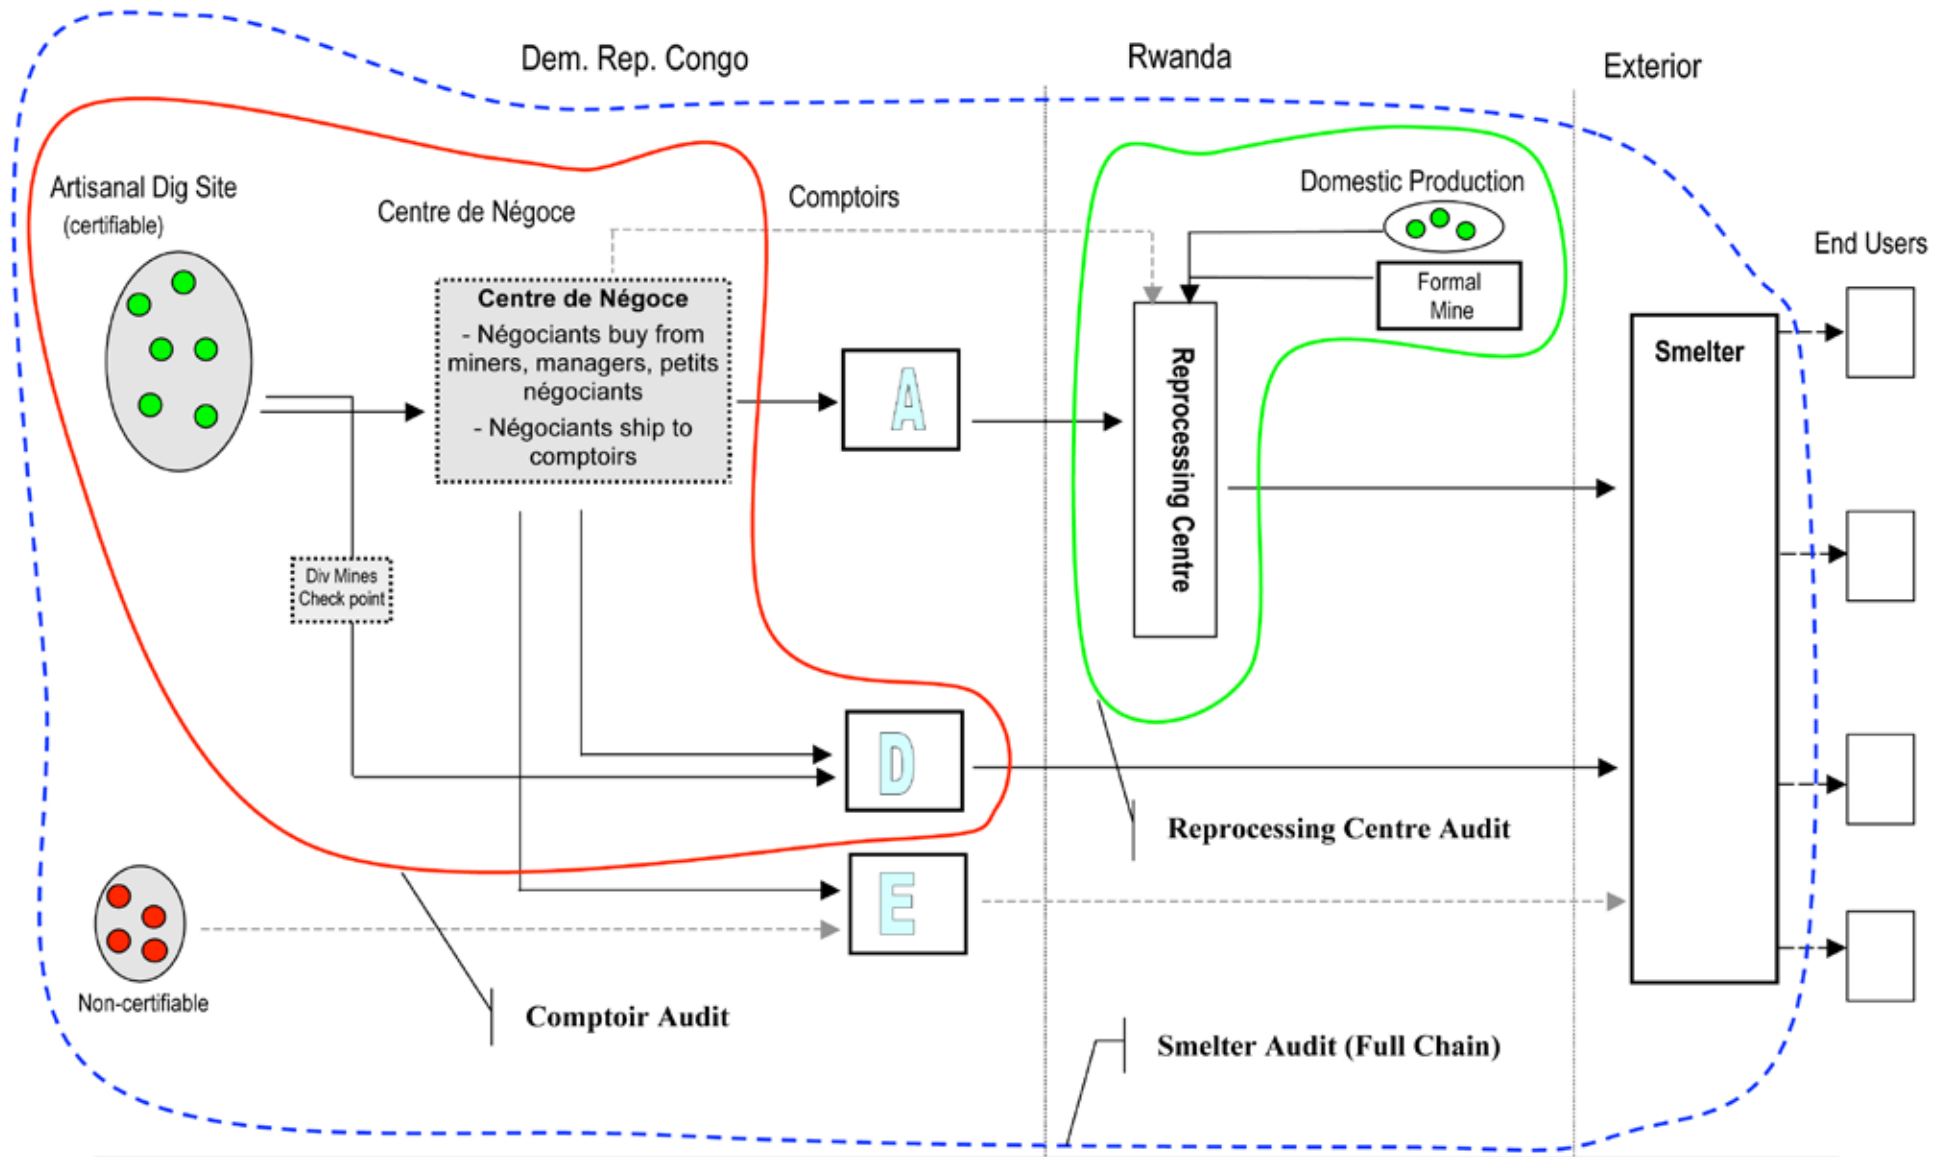 Dem. Rep. Congo
Rwanda
Exterior
Artisanal Dig Site
(certifiable)
Centre de Négoce
Comptoirs
Domestic Production
End Users
Centre de Négoce
- Négociants buy from
miners, managers, petits
négociants
- Négociants ship to
comptoirs
Formal
Mine
A
Reprocessing Centre
Smelter
Div Mines
Check point
D
Reprocessing Centre Audit
E
Non-certifiable
Comptoir Audit
Smelter Audit (Full Chain)